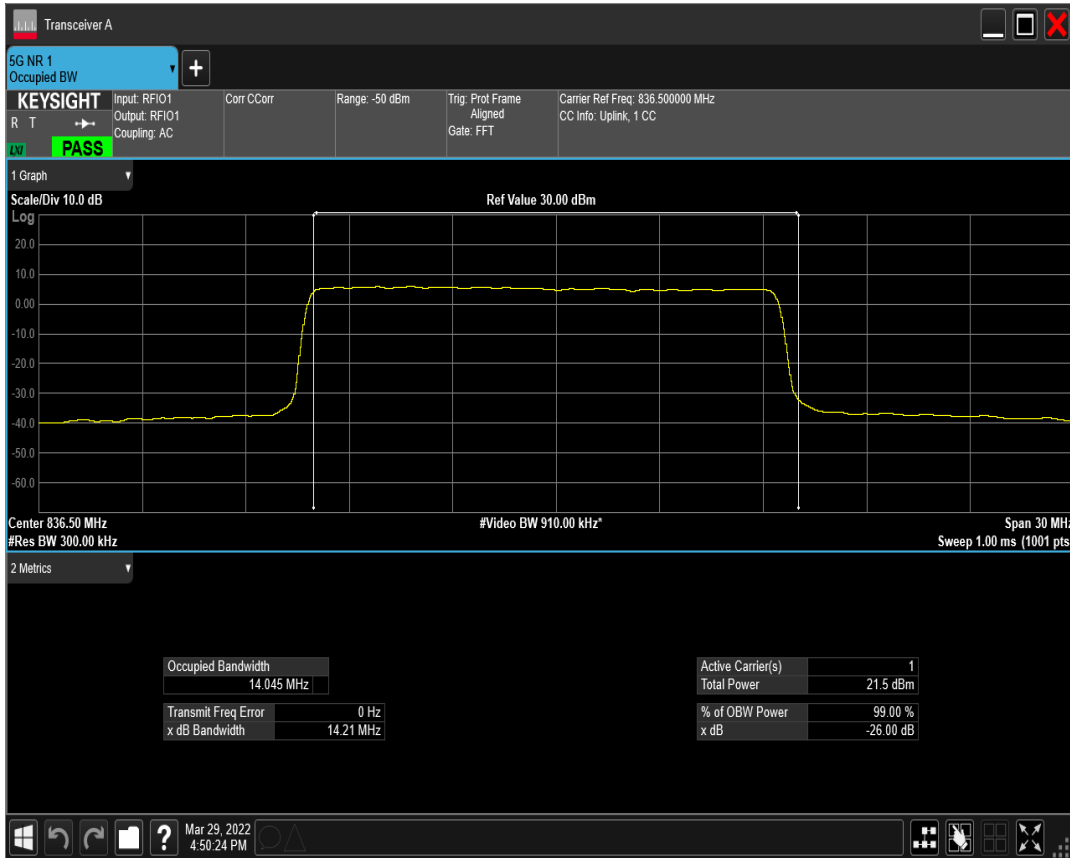 Transceiver A
5G NR 1
Occupied BW
+
KEYSIGHT
R T
LXI
PASS
Input: RFIO1
Output: RFIO1
Coupling: AC
Corr CCorr
Range: -50 dBm
Trig: Prot Frame
Aligned
Gate: FFT
Carrier Ref Freq: 836.500000 MHz
CC Info: Uplink, 1 CC
1 Graph
Scale/Div 10.0 dB
Ref Value 30.00 dBm
Log
20.0
10.0
0.00
-10.0
-20.0
-30.0
-40.0
-50.0
-60.0
Center 836.50 MHz
#Video BW 910.00 kHz*
Span 30 MHz
#Res BW 300.00 kHz
Sweep 1.00 ms (1001 pts
2 Metrics
Occupied Bandwidth
14.045 MHz
Transmit Freq Error 0 Hz
x dB Bandwidth 14.21 MHz
Active Carrier(s) 1
Total Power 21.5 dBm
% of OBW Power 99.00 %
x dB -26.00 dB
?
Mar 29, 2022
4:50:24 PM